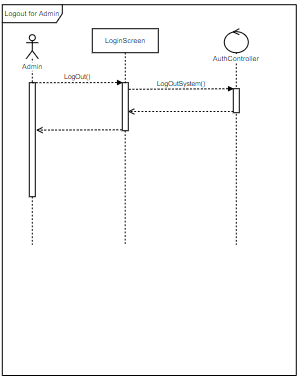 Logout for Admin
LoginScreen
AuthController
Admin
LogOut()
LogOutSystem()